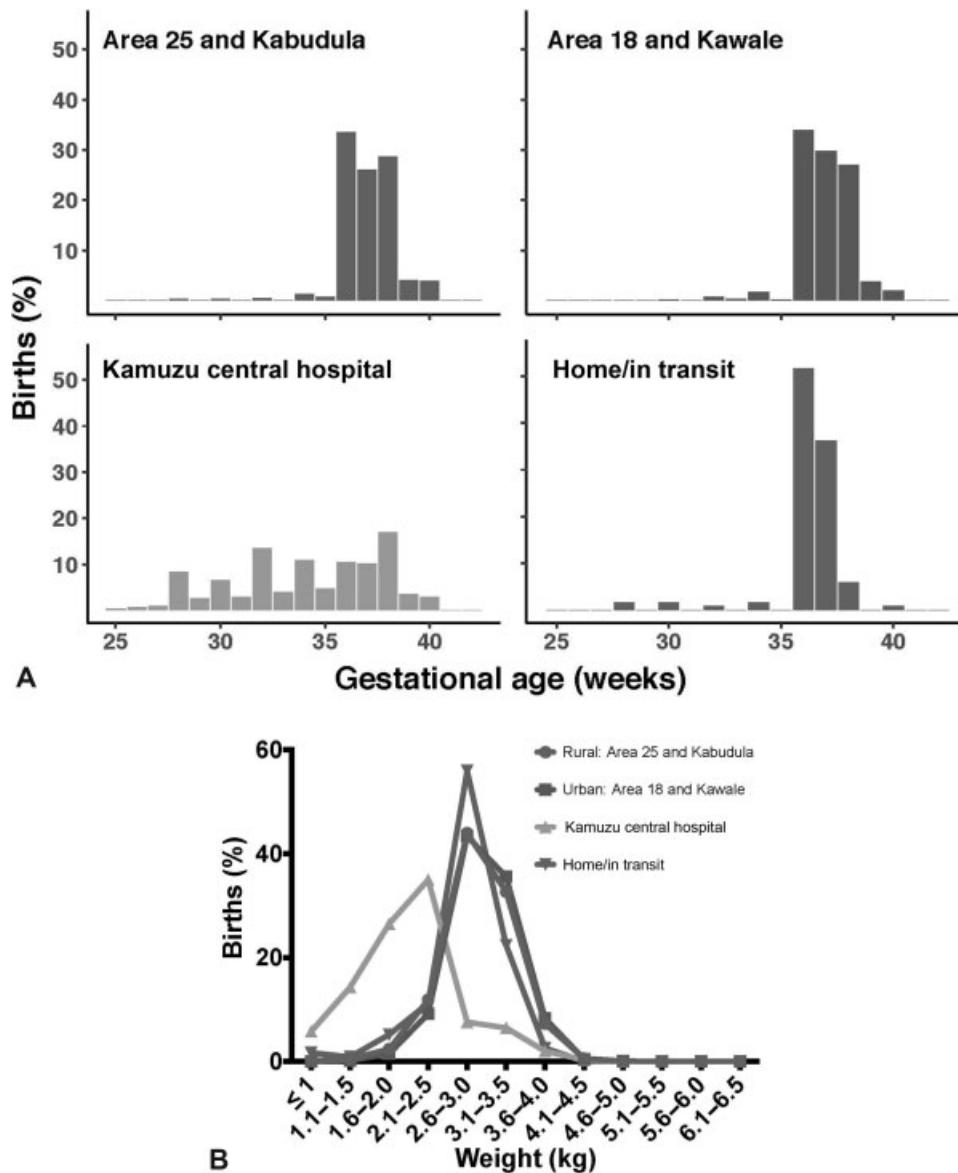 Area 25 and Kabudula
Area 18 and Kawale
50
40
30
20
10
Kamuzu central hospital
Home/in transit
50
40
30
20
10
Births (%)
25 30 35 40
25 30 35 40
A
Gestational age (weeks)
60
40
20
0
Births (%)
Rural: Area 25 and Kabudula
Urban: Area 18 and Kawale
Kamuzu central hospital
Home/in transit
≤1
1.1–1.5
1.6–2.0
2.1–2.5
2.6–3.0
3.1–3.5
3.6–4.0
4.1–4.5
4.6–5.0
5.1–5.5
5.6–6.0
6.1–6.5
B
Weight (kg)